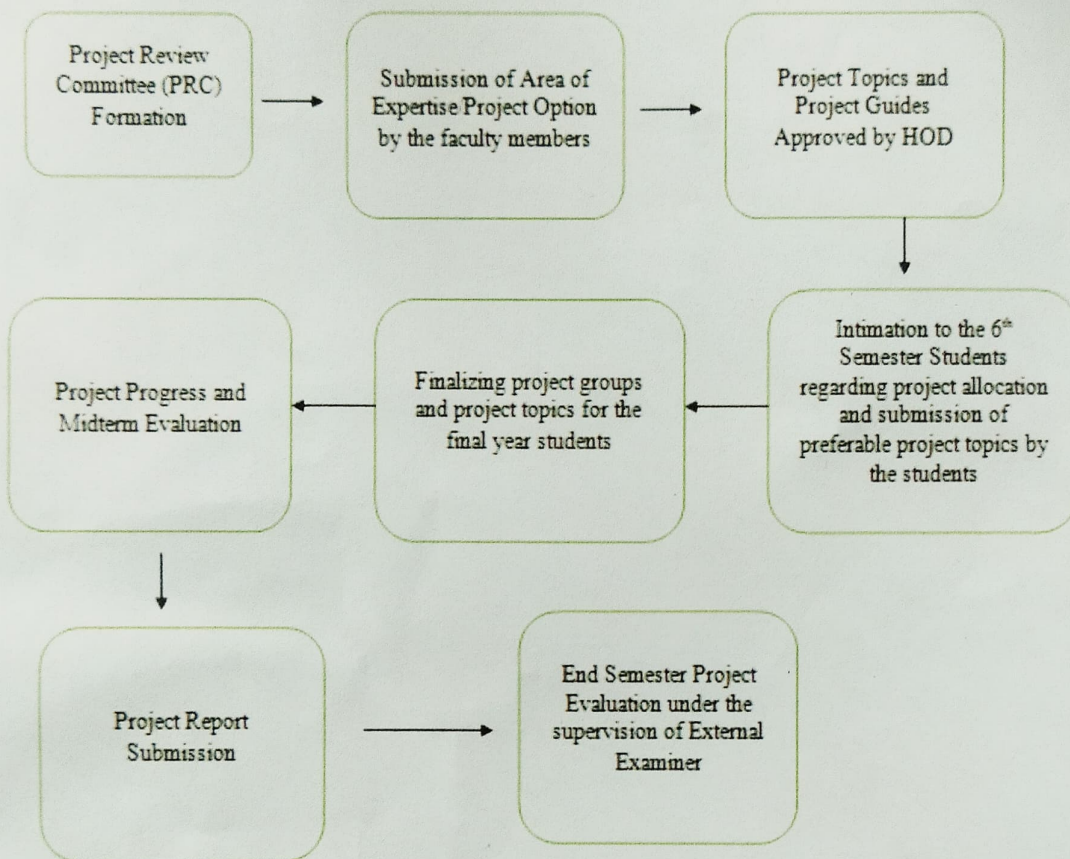 Project Review
Committee (PRC)
Formation
Submission of Area of
Expertise/Project Option
by the faculty members
Project Topics and
Project Guides
Approved by HOD
Intimation to the 6th
Semester Students
regarding project allocation
and submission of
preferable project topics by
the students
Finalizing project groups
and project topics for the
final year students
Project Progress and
Midterm Evaluation
Project Report
Submission
End Semester Project
Evaluation under the
supervision of External
Examiner